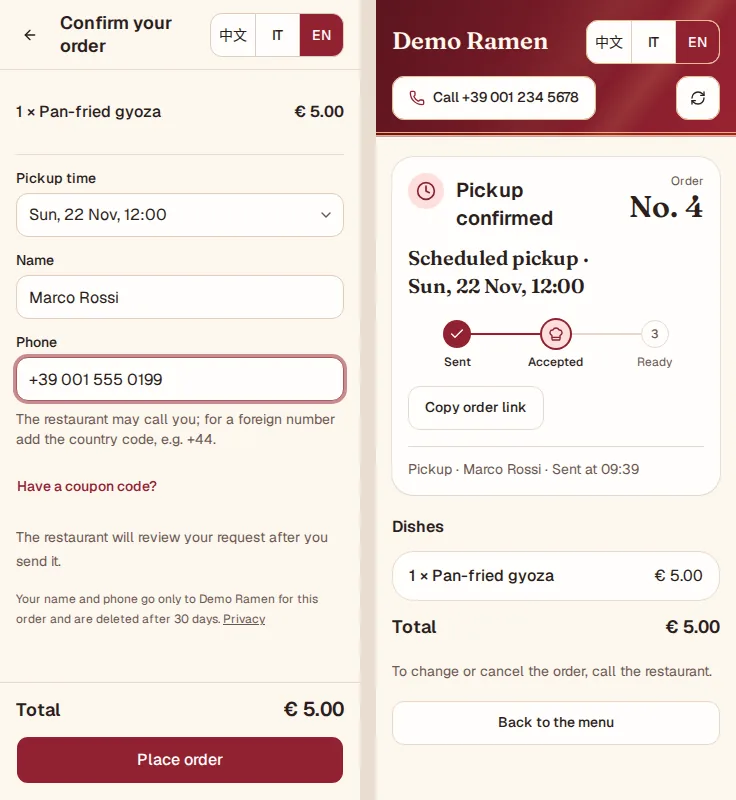 Confirm your
order
中文 IT EN
1 × Pan-fried gyoza € 5.00
Pickup time
Sun, 22 Nov, 12:00
Name
Marco Rossi
Phone
+39 001 555 0199
The restaurant may call you; for a foreign number
add the country code, e.g. +44.
Have a coupon code?
The restaurant will review your request after you
send it.
Your name and phone go only to Demo Ramen for this
order and are deleted after 30 days. Privacy
Total € 5.00
Place order
Demo Ramen
中文 IT EN
Call +39 001 234 5678
Pickup
confirmed
Order
No. 4
Scheduled pickup ·
Sun, 22 Nov, 12:00
3
Sent Accepted Ready
Copy order link
Pickup · Marco Rossi · Sent at 09:39
Dishes
1 × Pan-fried gyoza € 5.00
Total € 5.00
To change or cancel the order, call the restaurant.
Back to the menu